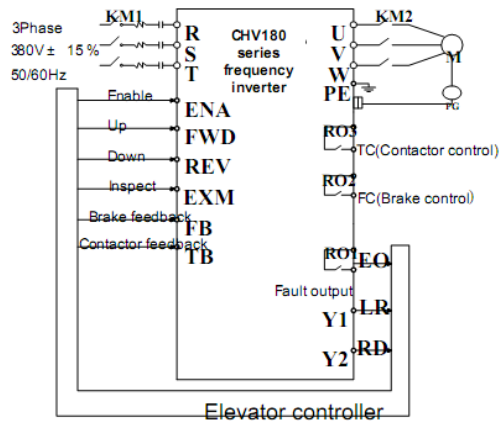 KM1
3Phase
380V± 15 %
50/60Hz
R
S
T
CHV180
series
frequency
inverter
U
V
W
PE
KM2
M
PG
Enable
ENA
Up
FWD
Down
REV
Inspect
EXM
Brake feedback
FB
Contactor feedback
TB
RO3
TC(Contactor control)
RO2
FC(Brake control)
RO1
EO
Fault output
Y1
LR
Y2
RD
Elevator controller